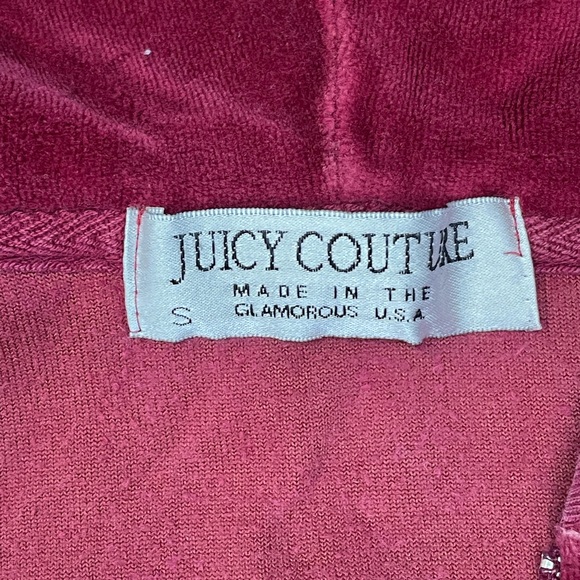 JUICY COUTURE
MADE IN THE
S GLAMOROUS U.S.A